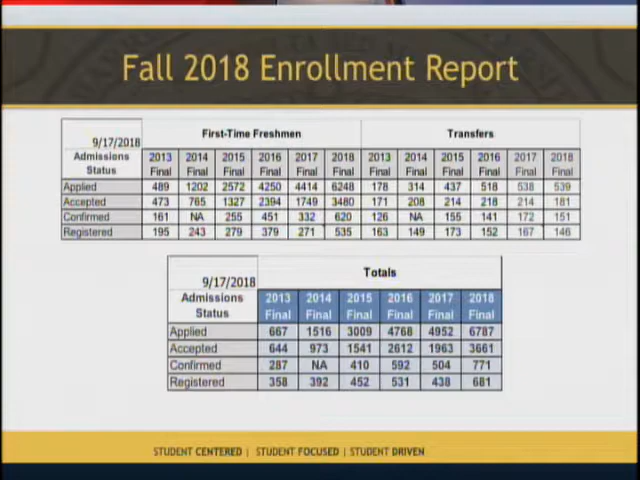 Fall 2018 Enrollment Report
9/17/2018 First-Time Freshmen Transfers
Admissions Status 2013 Final 2014 Final 2015 Final 2016 Final 2017 Final 2018 Final 2013 Final 2014 Final 2015 Final 2016 Final 2017 Final 2018 Final
Applied 489 1202 2572 4250 4414 6248 178 314 437 518 538 539
Accepted 473 765 1327 2394 1749 3480 171 208 214 218 214 181
Confirmed 161 NA 255 451 332 620 126 NA 155 141 172 151
Registered 195 243 279 379 271 535 163 149 173 152 167 146
9/17/2018 Totals
Admissions Status 2013 Final 2014 Final 2015 Final 2016 Final 2017 Final 2018 Final
Applied 667 1516 3009 4768 4952 6787
Accepted 644 973 1541 2612 1963 3661
Confirmed 287 NA 410 592 504 771
Registered 358 392 452 531 438 681
STUDENT CENTERED | STUDENT FOCUSED | STUDENT DRIVEN